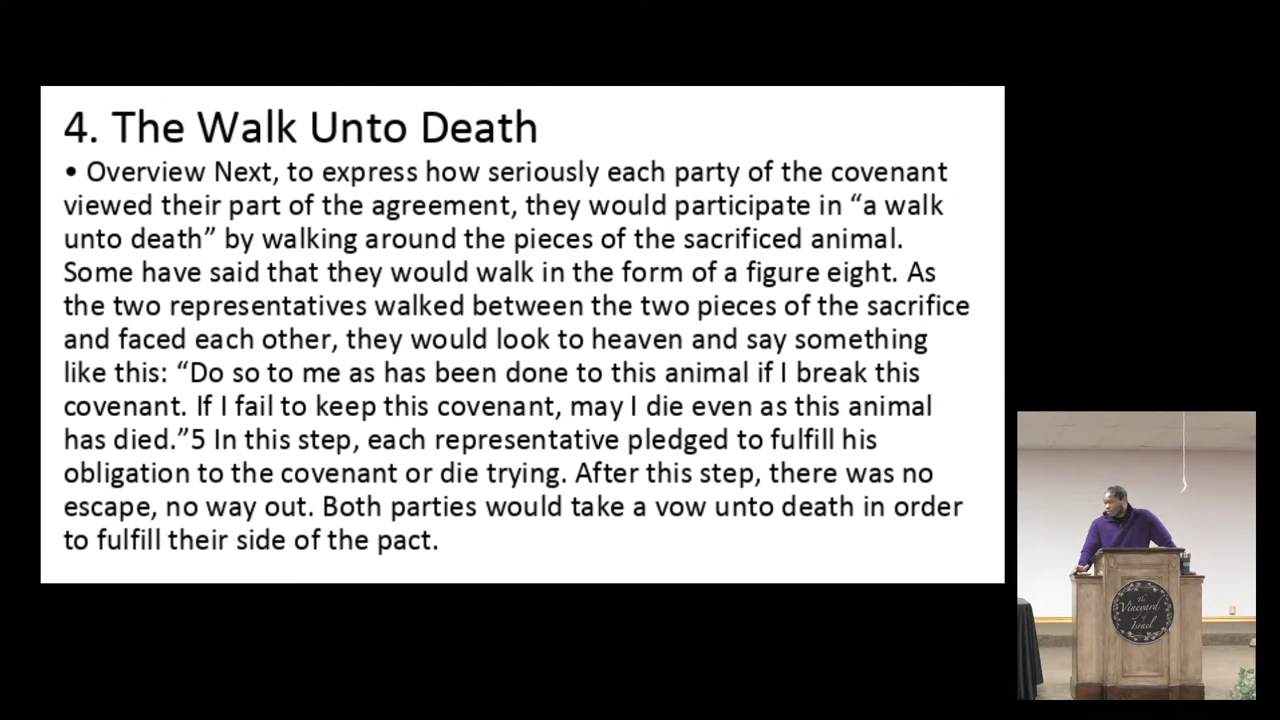 4. The Walk Unto Death
• Overview Next, to express how seriously each party of the covenant
viewed their part of the agreement, they would participate in “a walk
unto death” by walking around the pieces of the sacrificed animal.
Some have said that they would walk in the form of a figure eight. As
the two representatives walked between the two pieces of the sacrifice
and faced each other, they would look to heaven and say something
like this: “Do so to me as has been done to this animal if I break this
covenant. If I fail to keep this covenant, may I die even as this animal
has died.”5 In this step, each representative pledged to fulfill his
obligation to the covenant or die trying. After this step, there was no
escape, no way out. Both parties would take a vow unto death in order
to fulfill their side of the pact.
The
Vineyard
of
Israel